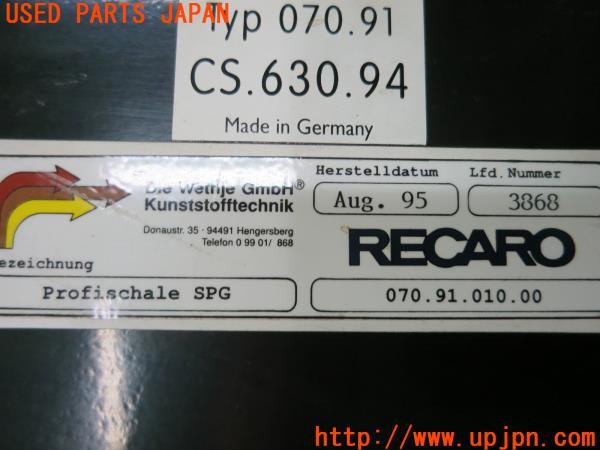 USED PARTS JAPAN
Typ 070.91
CS.630.94
Made in Germany
Die Wethje GmbH®
Kunststofftechnik
Donaustr. 35 · 94491 Hengersberg
Telefon 0 99 01/ 868
Herstelldatum
Aug. 95
Lfd. Nummer
3868
RECARO
ezeichnung
Profischale SPG
070.91.010.00
http://www.upjpn.com/